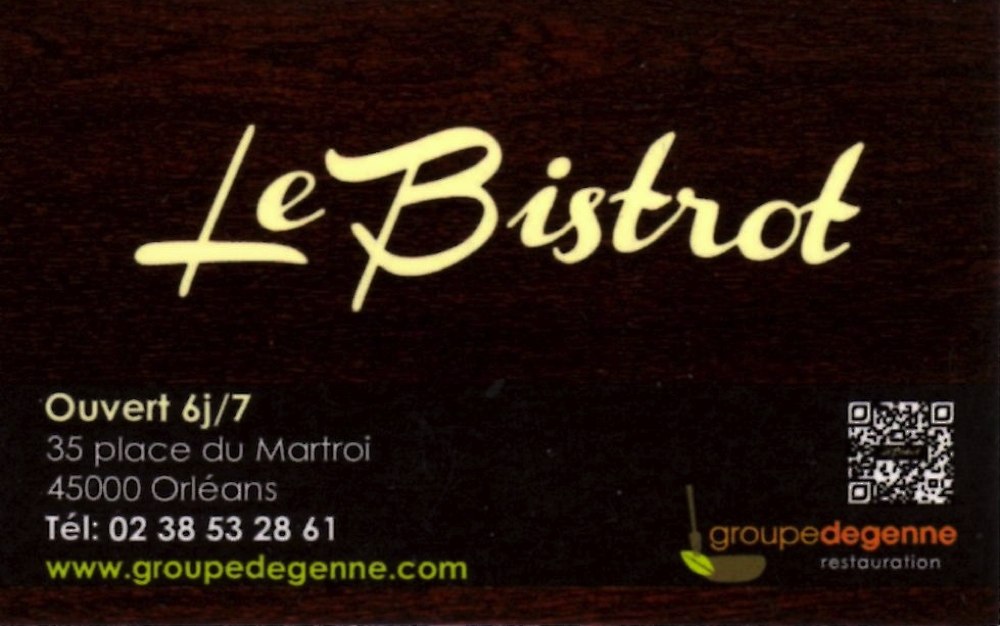 Le Bistrot
Ouvert 6j/7
35 place du Martroi
45000 Orléans
Tél: 02 38 53 28 61
www.groupedegenne.com
groupedegenne
restauration